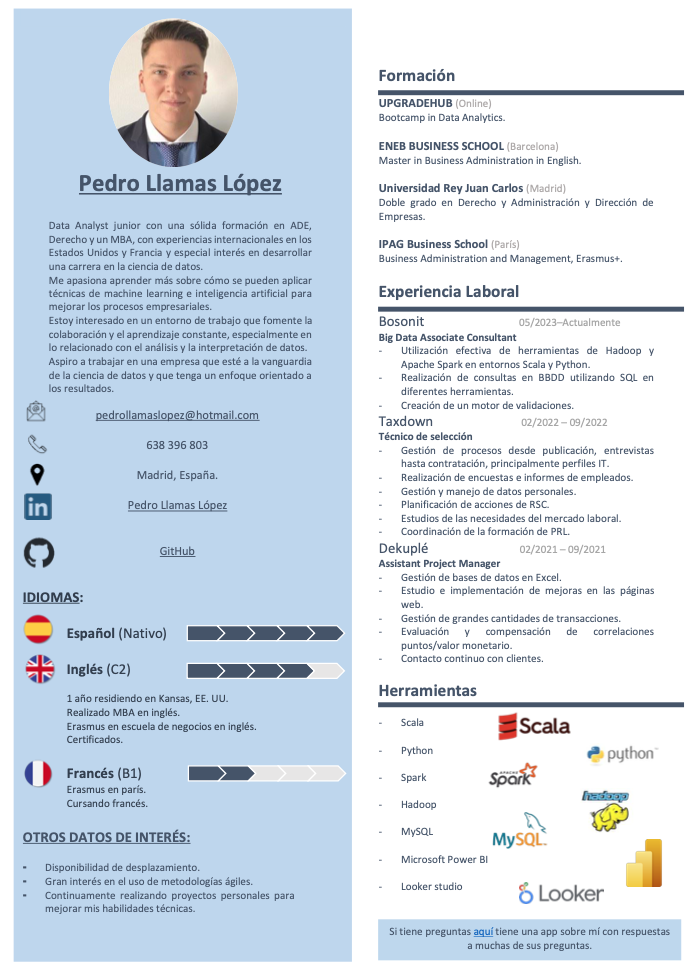 Pedro Llamas López
Data Analyst junior con una sólida formación en ADE,
Derecho y un MBA, con experiencias internacionales en los
Estados Unidos y Francia y especial interés en desarrollar
una carrera en la ciencia de datos.
Me apasiona aprender más sobre cómo se pueden aplicar
técnicas de machine learning e inteligencia artificial para
mejorar los procesos empresariales.
Estoy interesado en un entorno de trabajo que fomente la
colaboración y el aprendizaje constante, especialmente en
lo relacionado con el análisis y la interpretación de datos.
Aspiro a trabajar en una empresa que esté a la vanguardia
de la ciencia de datos y que tenga un enfoque orientado a
los resultados.
pedrollamaslopez@hotmail.com
638 396 803
Madrid, España.
in
Pedro Llamas López
GitHub
IDIOMAS:
Español (Nativo)
Inglés (C2)
1 año residiendo en Kansas, EE. UU.
Realizado MBA en inglés.
Erasmus en escuela de negocios en inglés.
Certificados.
Francés (B1)
Erasmus en parís.
Cursando francés.
OTROS DATOS DE INTERÉS:
- Disponibilidad de desplazamiento.
- Gran interés en el uso de metodologías ágiles.
- Continuamente realizando proyectos personales para
mejorar mis habilidades técnicas.
Formación
UPGRADEHUB (Online)
Bootcamp in Data Analytics.
ENEB BUSINESS SCHOOL (Barcelona)
Master in Business Administration in English.
Universidad Rey Juan Carlos (Madrid)
Doble grado en Derecho y Administración y Dirección de
Empresas.
IPAG Business School (París)
Business Administration and Management, Erasmus+.
Experiencia Laboral
Bosonit 05/2023–Actualmente
Big Data Associate Consultant
- Utilización efectiva de herramientas de Hadoop y
Apache Spark en entornos Scala y Python.
- Realización de consultas en BBDD utilizando SQL en
diferentes herramientas.
- Creación de un motor de validaciones.
Taxdown 02/2022 – 09/2022
Técnico de selección
- Gestión de procesos desde publicación, entrevistas
hasta contratación, principalmente perfiles IT.
- Realización de encuestas e informes de empleados.
- Gestión y manejo de datos personales.
- Planificación de acciones de RSC.
- Estudios de las necesidades del mercado laboral.
- Coordinación de la formación de PRL.
Dekuplé 02/2021 – 09/2021
Assistant Project Manager
- Gestión de bases de datos en Excel.
- Estudio e implementación de mejoras en las páginas
web.
- Gestión de grandes cantidades de transacciones.
- Evaluación y compensación de correlaciones
puntos/valor monetario.
- Contacto continuo con clientes.
Herramientas
- Scala
Scala
- Python
python™
- Spark
APACHE Spark
- Hadoop
hadoop
- MySQL
MySQL.
- Microsoft Power BI
- Looker studio
Looker
Si tiene preguntas aquí tiene una app sobre mí con respuestas
a muchas de sus preguntas.